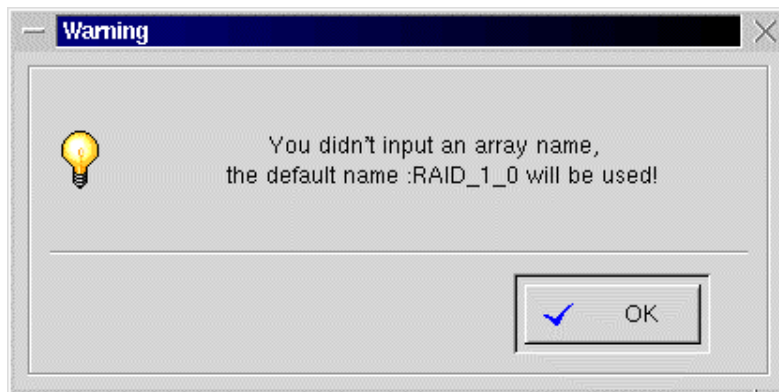 Warning
You didn't input an array name,
the default name :RAID_1_0 will be used!
OK